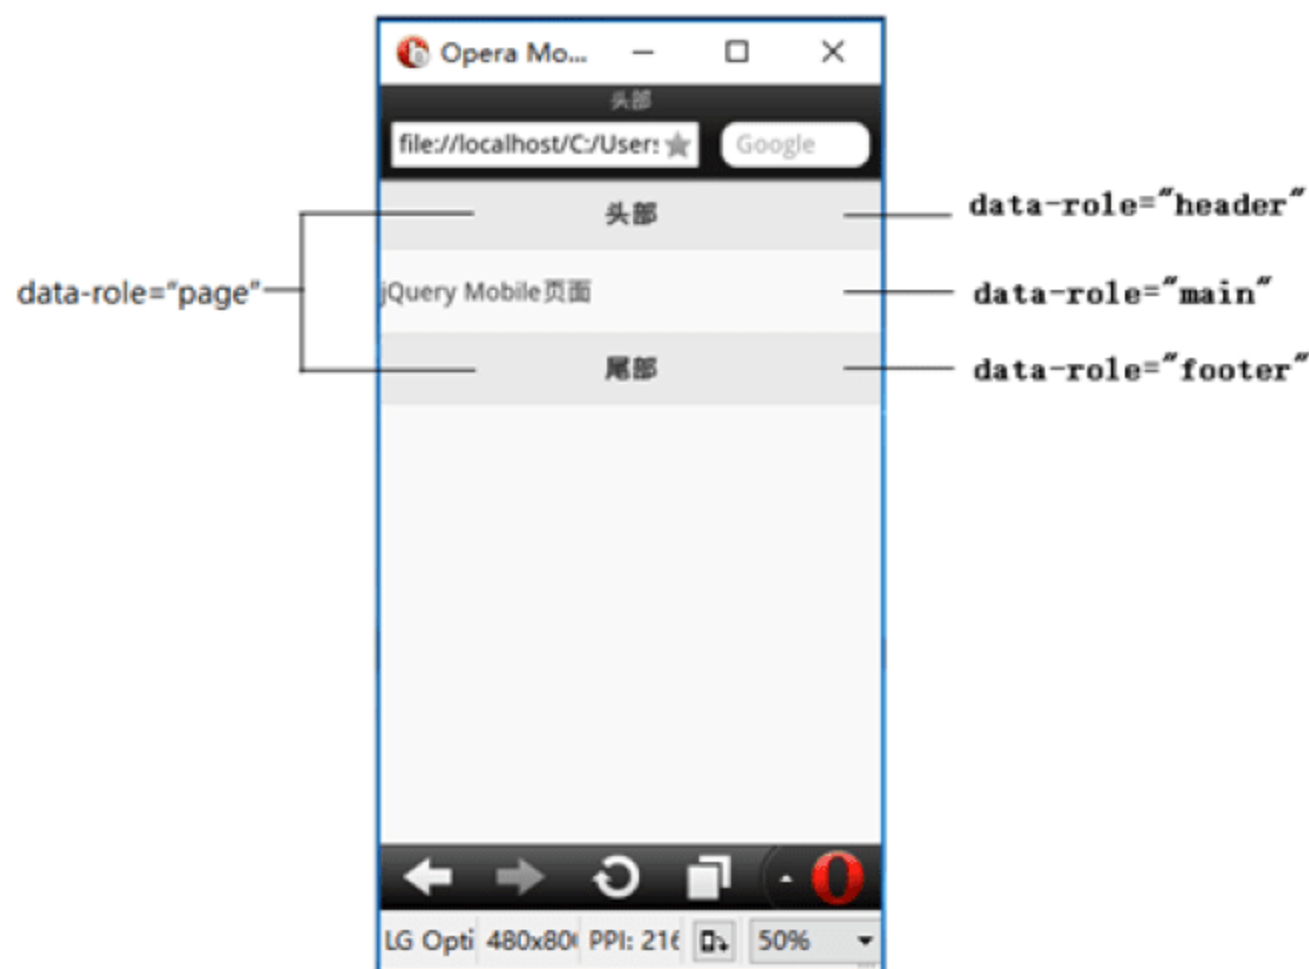 Opera Mo...
头部
file://localhost/C:/User:
Google
头部
data-role="header"
data-role="page"
jQuery Mobile页面
data-role="main"
尾部
data-role="footer"
LG Opti 480x80 PPI: 216 50%